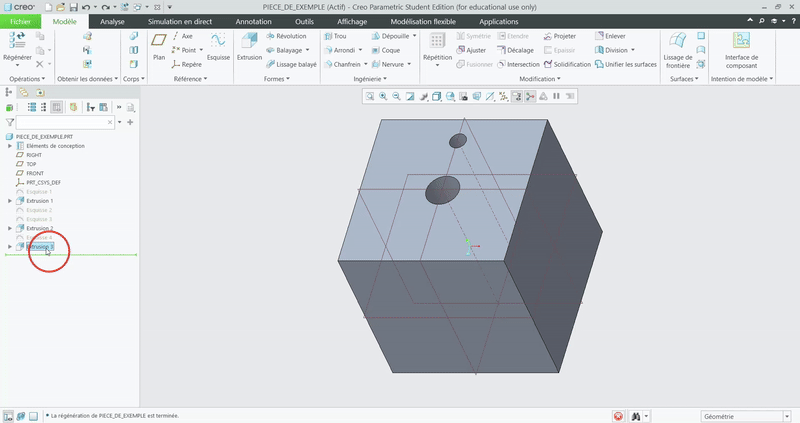 creo
PIECE_DE_EXEMPLE (Actif) - Creo Parametric Student Edition (for educational use only)
Fichier Modèle Analyse Simulation en direct Annotation Outils Affichage Modélisation flexible Applications
Régénérer
Opérations
Obtenir les données
Corps
Plan
Axe
Point
Repère
Esquisse
Référence
Extrusion
Révolution
Balayage
Lissage balayé
Formes
Trou
Arrondi
Chanfrein
Dépouille
Coque
Nervure
Ingénierie
Répétition
Symétrie
Ajuster
Fusionner
Etendre
Décalage
Intersection
Projeter
Epaissir
Solidification
Enlever
Division
Unifier les surfaces
Modification
Lissage de frontière
Surfaces
Interface de composant
Intention de modèle
PIECE_DE_EXEMPLE.PRT
Eléments de conception
RIGHT
TOP
FRONT
PRT_CSYS_DEF
Esquisse 1
Extrusion 1
Esquisse 2
Esquisse 3
Extrusion 2
Esquisse 4
Extrusion 3
• La régénération de PIECE_DE_EXEMPLE est terminée.
Géométrie